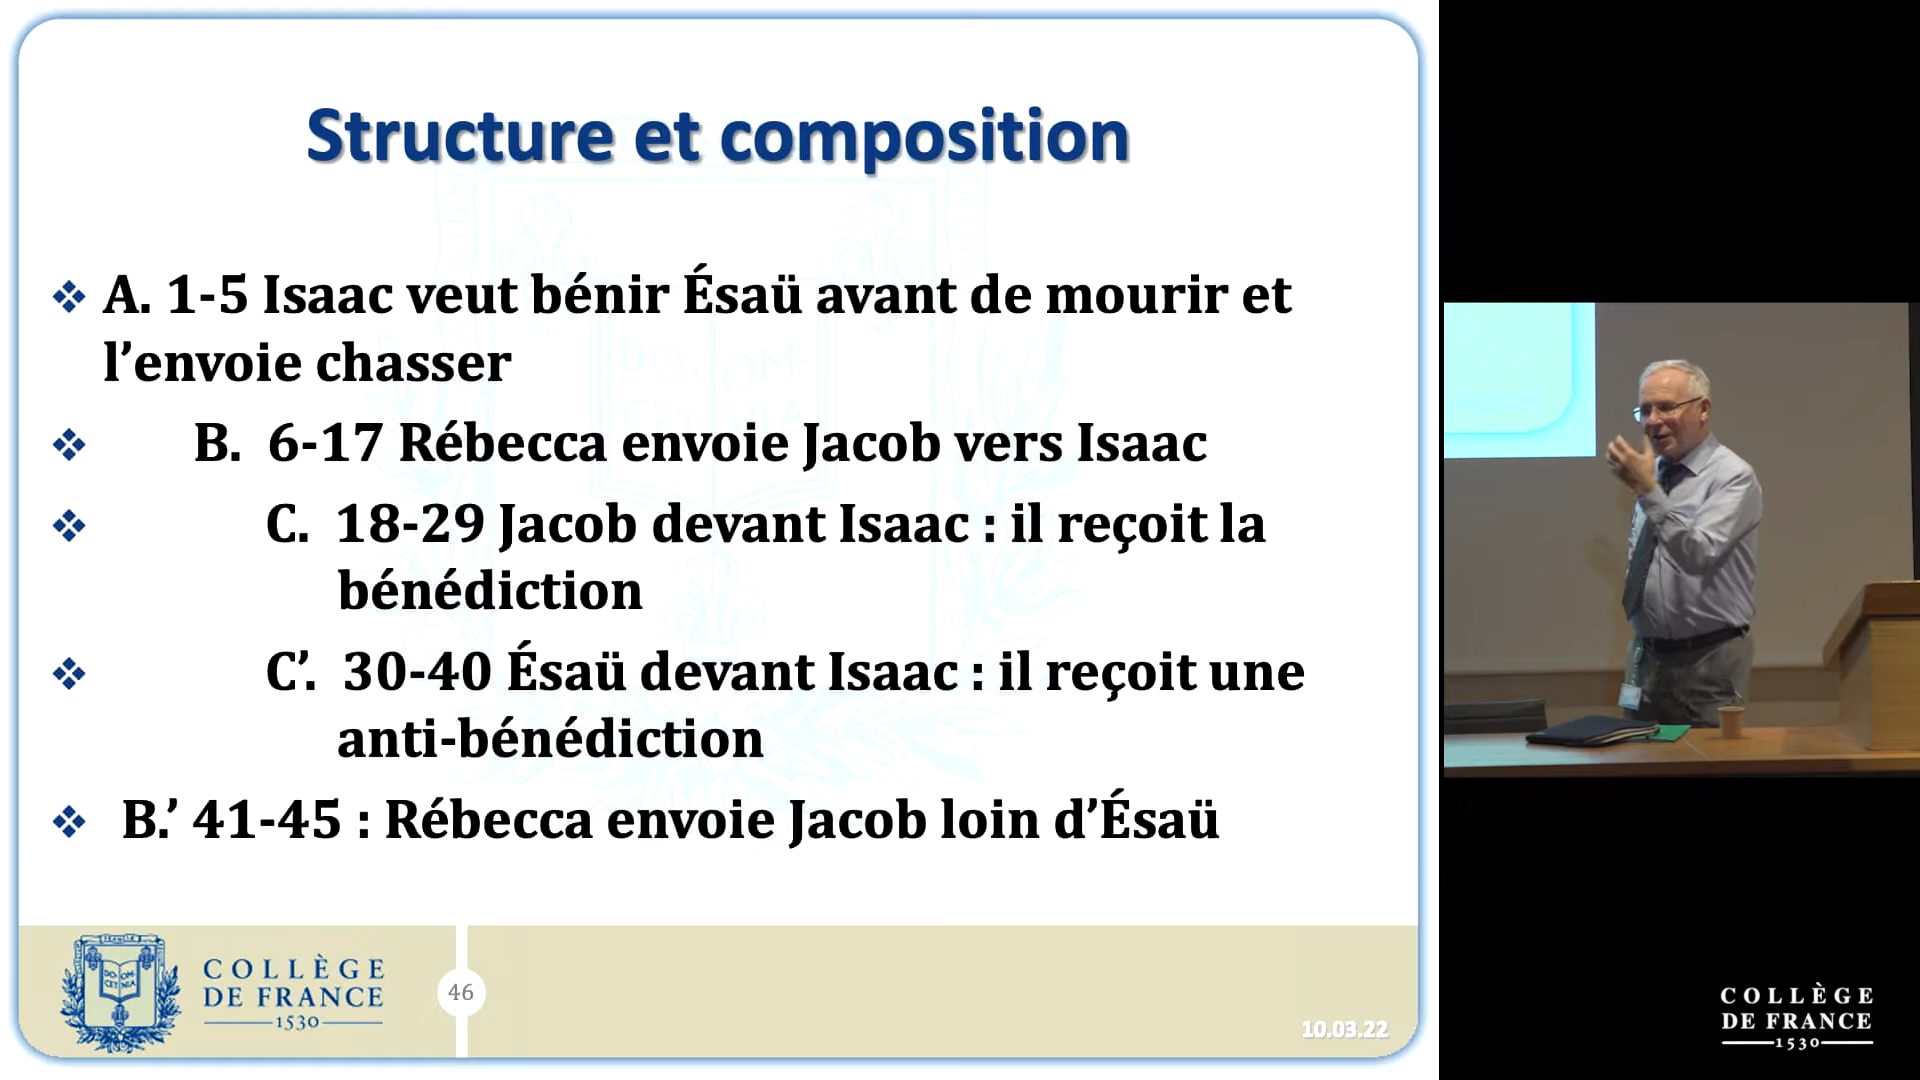 Structure et composition
❖ A. 1-5 Isaac veut bénir Ésaü avant de mourir et
l’envoie chasser
❖ B. 6-17 Rébecca envoie Jacob vers Isaac
❖ C. 18-29 Jacob devant Isaac : il reçoit la
bénédiction
❖ C’. 30-40 Ésaü devant Isaac : il reçoit une
anti-bénédiction
❖ B.’ 41-45 : Rébecca envoie Jacob loin d’Ésaü
COLLÈGE
DE FRANCE
1530
46
10.03.22
COLLÈGE
DE FRANCE
1530